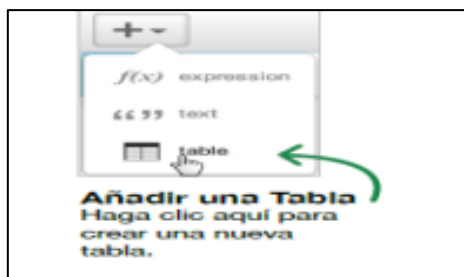 f(x) expression
“ ” text
table
Añadir una Tabla
Haga clic aquí para
crear una nueva
tabla.